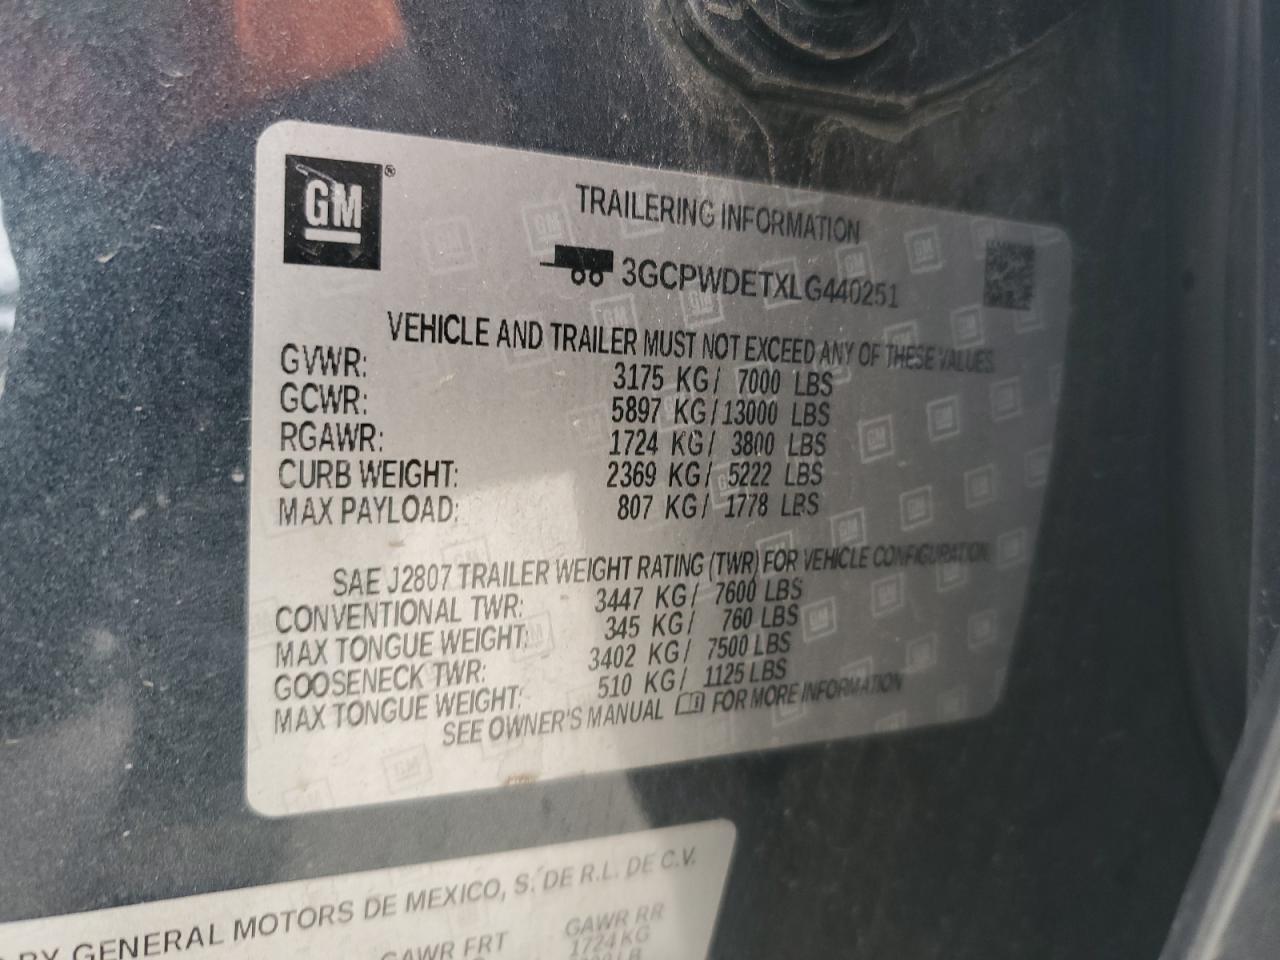 GM ®
TRAILERING INFORMATION
3GCPWDETXLG440251
VEHICLE AND TRAILER MUST NOT EXCEED ANY OF THESE VALUES
GVWR: 3175 KG/ 7000 LBS
GCWR: 5897 KG/13000 LBS
RGAWR: 1724 KG/ 3800 LBS
CURB WEIGHT: 2369 KG/ 5222 LBS
MAX PAYLOAD: 807 KG/ 1778 LBS
SAE J2807 TRAILER WEIGHT RATING (TWR) FOR VEHICLE CONFIGURATION
CONVENTIONAL TWR: 3447 KG/ 7600 LBS
MAX TONGUE WEIGHT: 345 KG/ 760 LBS
GOOSENECK TWR: 3402 KG/ 7500 LBS
MAX TONGUE WEIGHT: 510 KG/ 1125 LBS
SEE OWNER'S MANUAL FOR MORE INFORMATION
BY GENERAL MOTORS DE MEXICO, S. DE R.L. DE C.V.
GAWR FRT GAWR RR
1724 KG